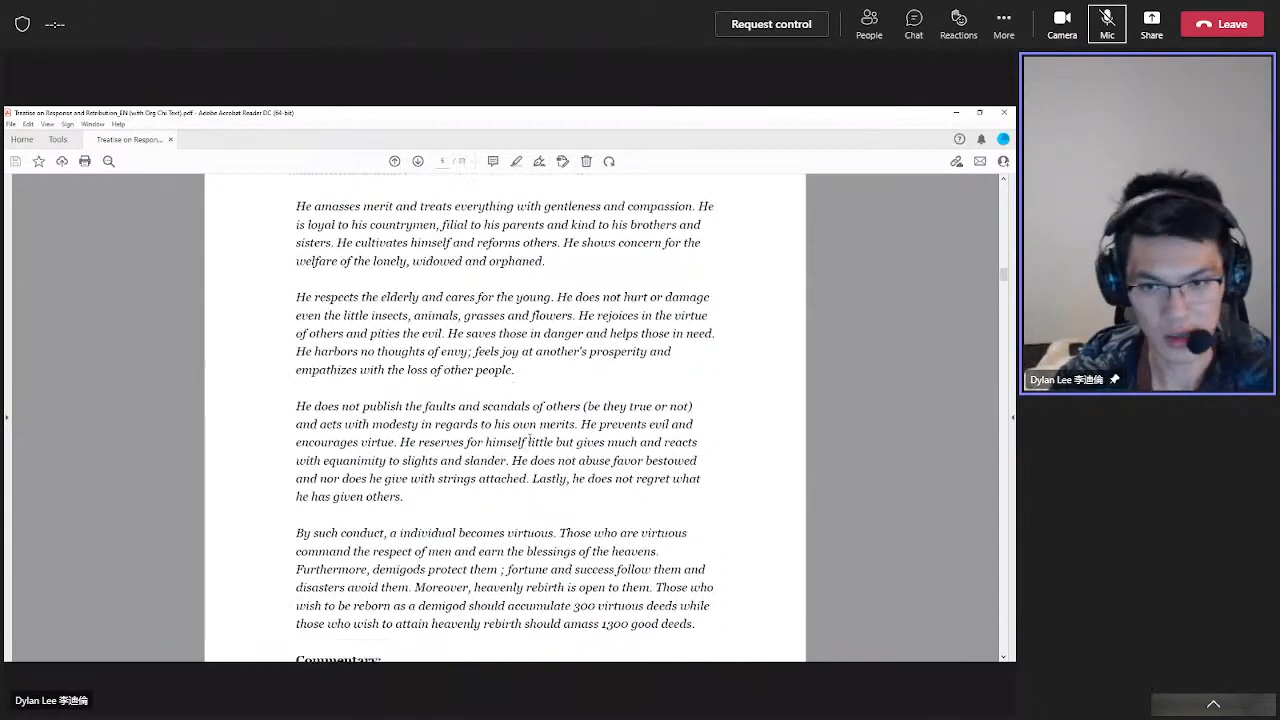 --:--
Request control
People
Chat
Reactions
More
Camera
Mic
Share
Leave
Treatise on Response and Retribution_EN (with Org Chi Text).pdf - Adobe Acrobat Reader DC (64-bit)
File Edit View Sign Window Help
Home Tools Treatise on Respon... ×
5
He amasses merit and treats everything with gentleness and compassion. He
is loyal to his countrymen, filial to his parents and kind to his brothers and
sisters. He cultivates himself and reforms others. He shows concern for the
welfare of the lonely, widowed and orphaned.
He respects the elderly and cares for the young. He does not hurt or damage
even the little insects, animals, grasses and flowers. He rejoices in the virtue
of others and pities the evil. He saves those in danger and helps those in need.
He harbors no thoughts of envy; feels joy at another's prosperity and
empathizes with the loss of other people.
He does not publish the faults and scandals of others (be they true or not)
and acts with modesty in regards to his own merits. He prevents evil and
encourages virtue. He reserves for himself little but gives much and reacts
with equanimity to slights and slander. He does not abuse favor bestowed
and nor does he give with strings attached. Lastly, he does not regret what
he has given others.
By such conduct, a individual becomes virtuous. Those who are virtuous
command the respect of men and earn the blessings of the heavens.
Furthermore, demigods protect them ; fortune and success follow them and
disasters avoid them. Moreover, heavenly rebirth is open to them. Those who
wish to be reborn as a demigod should accumulate 300 virtuous deeds while
those who wish to attain heavenly rebirth should amass 1300 good deeds.
Commentary:
Dylan Lee 李迪倫
Dylan Lee 李迪倫